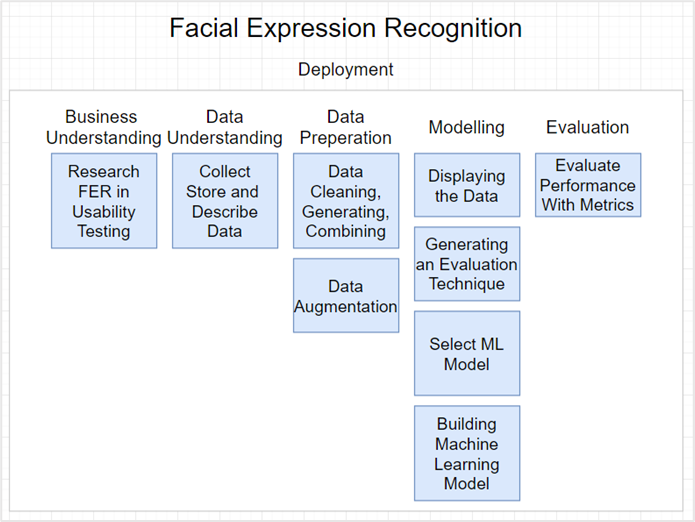 Facial Expression Recognition
Deployment
Business
Understanding
Data
Understanding
Data
Preperation
Modelling
Evaluation
Research
FER in
Usability
Testing
Collect
Store and
Describe
Data
Data
Cleaning,
Generating,
Combining
Data
Augmentation
Displaying
the Data
Generating
an Evaluation
Technique
Select ML
Model
Building
Machine
Learning
Model
Evaluate
Performance
With Metrics